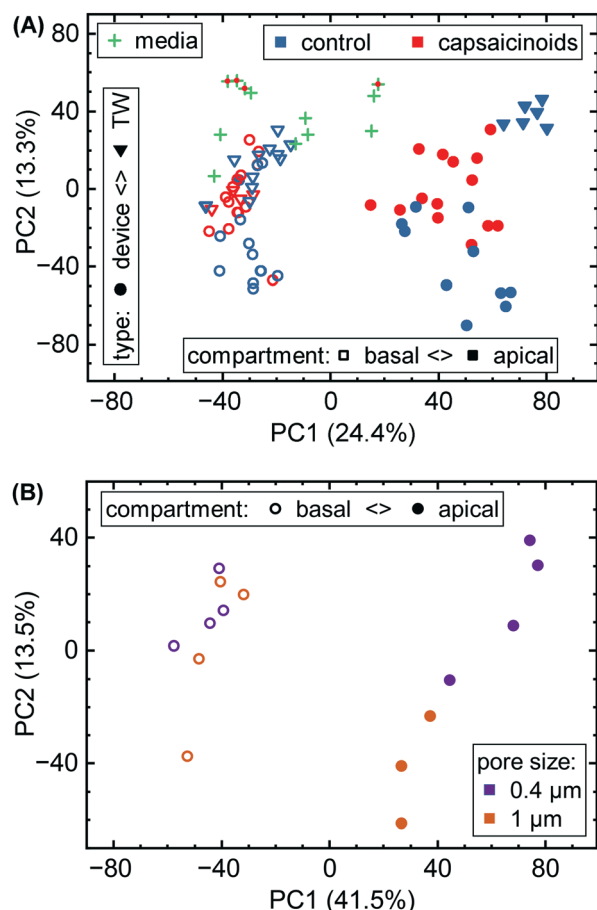 (A)
80
+ media
■ control ■ capsaicinoids
40
0
−40
−80
PC2 (13.3%)
type: ● device <> ▼ TW
compartment: □ basal <> ■ apical
−80 −40 0 40 80
PC1 (24.4%)
(B)
compartment: ○ basal <> ● apical
40
0
−40
PC2 (13.5%)
pore size:
■ 0.4 µm
■ 1 µm
−80 −40 0 40 80
PC1 (41.5%)